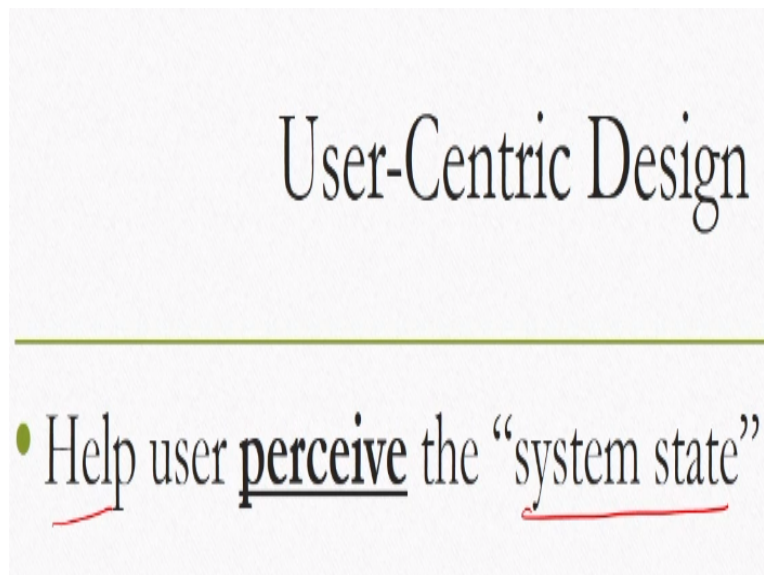 User-Centric Design
• Help user perceive the “system state”